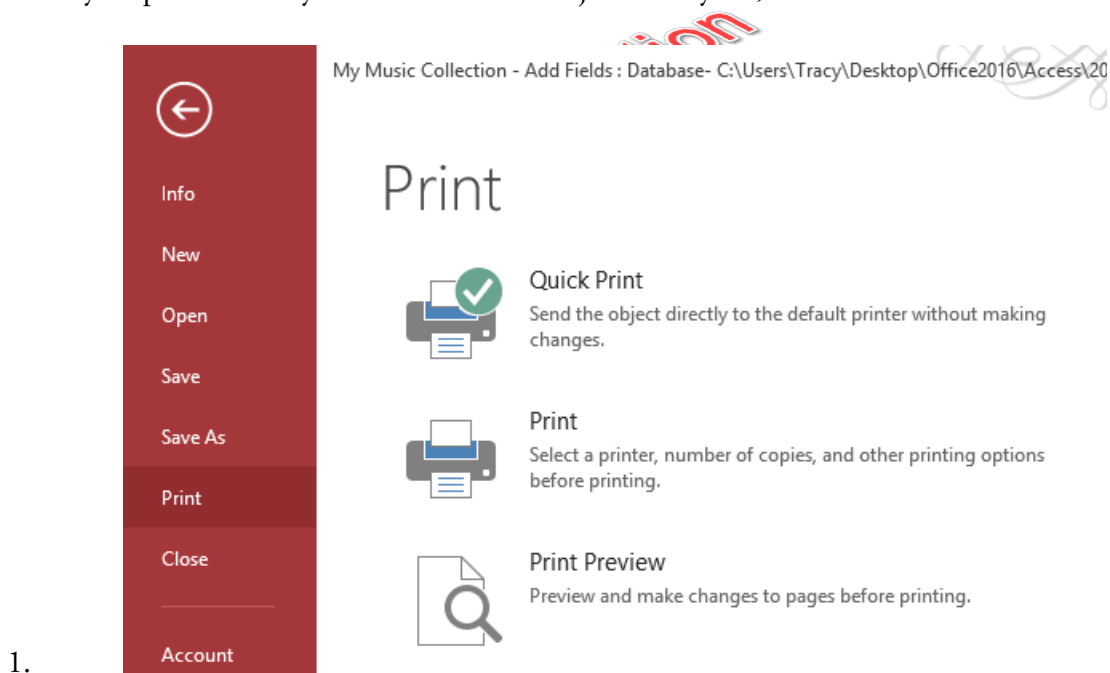 My Music Collection - Add Fields : Database- C:\Users\Tracy\Desktop\Office2016\Access\20
Print
Info
New
Open
Save
Save As
Print
Close
Account
Quick Print
Send the object directly to the default printer without making
changes.
Print
Select a printer, number of copies, and other printing options
before printing.
Print Preview
Preview and make changes to pages before printing.
1.